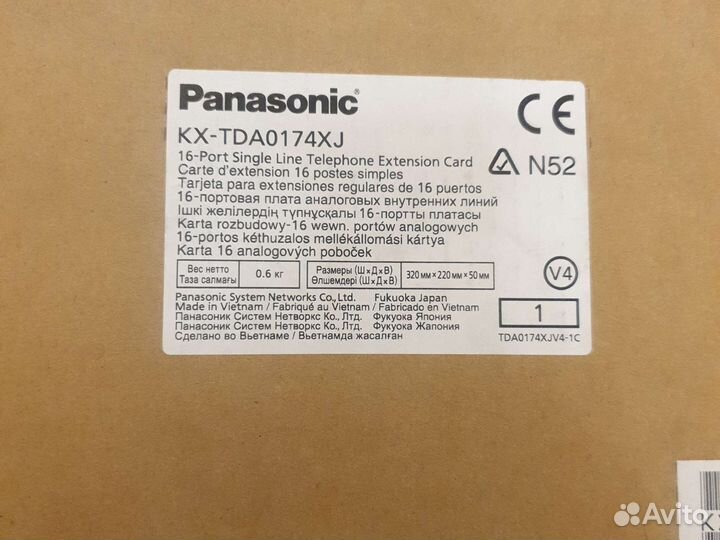 Panasonic
KX-TDA0174XJ
16-Port Single Line Telephone Extension Card
Carte d'extension 16 postes simples
Tarjeta para extensiones regulares de 16 puertos
16-портовая плата аналоговых внутренних линий
Ішкі желілердің түпнұсқалы 16-портты платасы
Karta rozbudowy-16 wewn. portów analogowych
16-portos kéthuzalos mellékállomási kártya
Karta 16 analogových poboček
CE
N52
Вес нетто
Таза салмағы
0.6 кг
Размеры (Ш×Д×В)
Өлшемдері (Ш×Д×В)
320 мм × 220 мм × 50 мм
V4
Panasonic System Networks Co., Ltd. Fukuoka Japan
Made in Vietnam / Fabriqué au Vietnam / Fabricado en Vietnam
Панасоник Систем Нетворкс Ко., Лтд. Фукуока Япония
Панасоник Систем Нетворкс Ко., Лтд. Фукуока Жапония
Сделано во Вьетнаме / Вьетнамда жасалған
1
TDA0174XJV4-1C
Avito